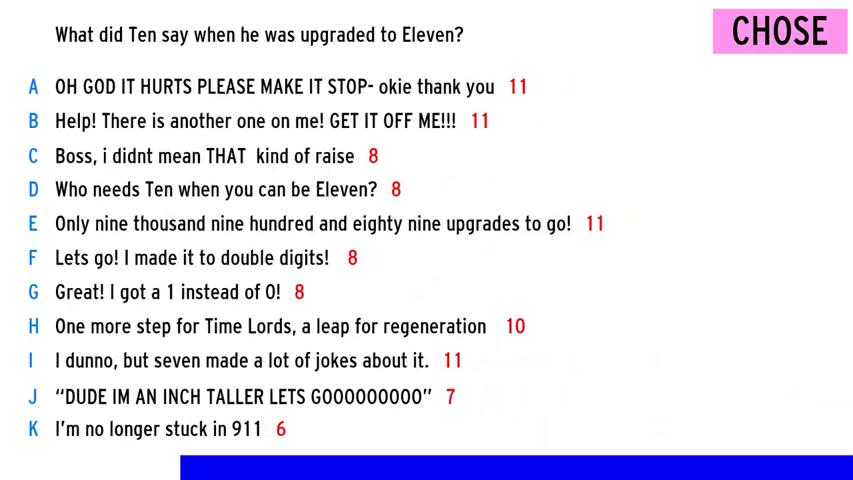 What did Ten say when he was upgraded to Eleven?
CHOSE
A OH GOD IT HURTS PLEASE MAKE IT STOP- okie thank you 11
B Help! There is another one on me! GET IT OFF ME!!! 11
C Boss, i didnt mean THAT kind of raise 8
D Who needs Ten when you can be Eleven? 8
E Only nine thousand nine hundred and eighty nine upgrades to go! 11
F Lets go! I made it to double digits! 8
G Great! I got a 1 instead of 0! 8
H One more step for Time Lords, a leap for regeneration 10
I I dunno, but seven made a lot of jokes about it. 11
J “DUDE IM AN INCH TALLER LETS GOOOOOOOOO” 7
K I'm no longer stuck in 911 6